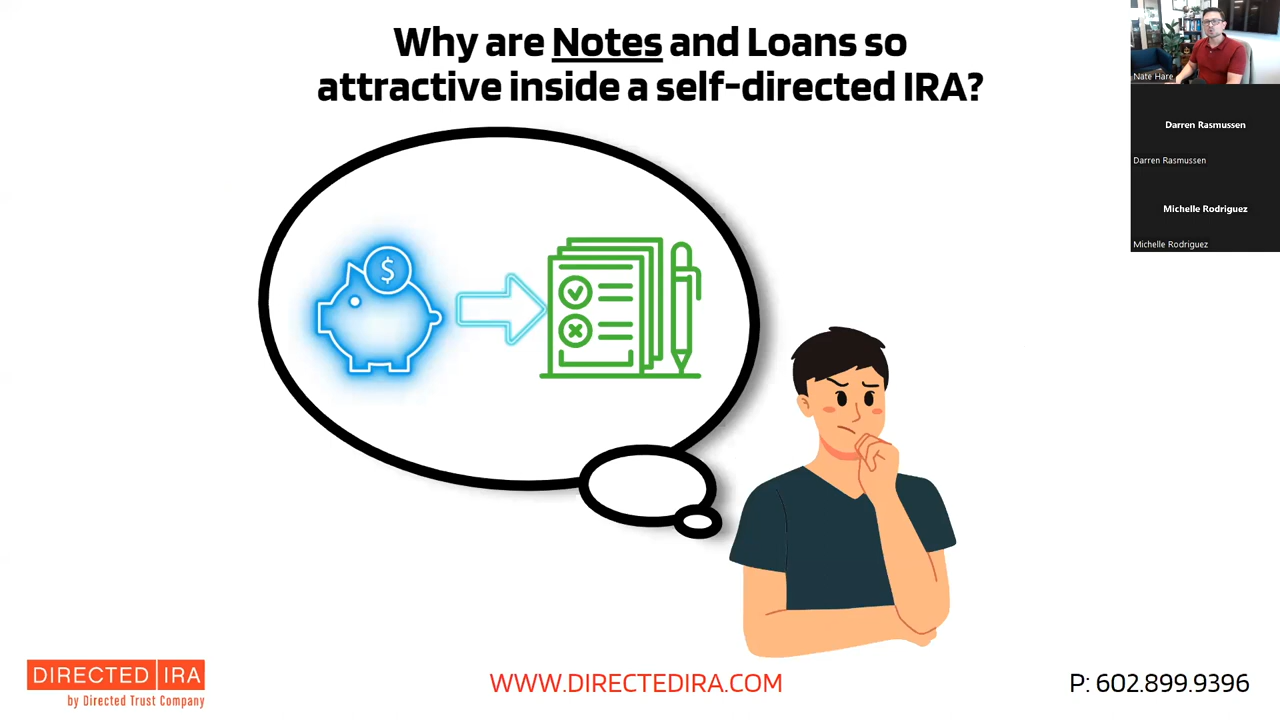 Why are Notes and Loans so
attractive inside a self-directed IRA?
$
Nate Hare
Darren Rasmussen
Darren Rasmussen
Michelle Rodriguez
Michelle Rodriguez
DIRECTED IRA
by Directed Trust Company
WWW.DIRECTEDIRA.COM
P: 602.899.9396